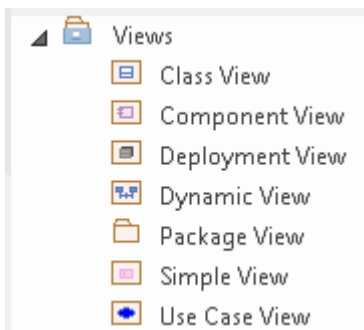 Views
Class View
Component View
Deployment View
Dynamic View
Package View
Simple View
Use Case View